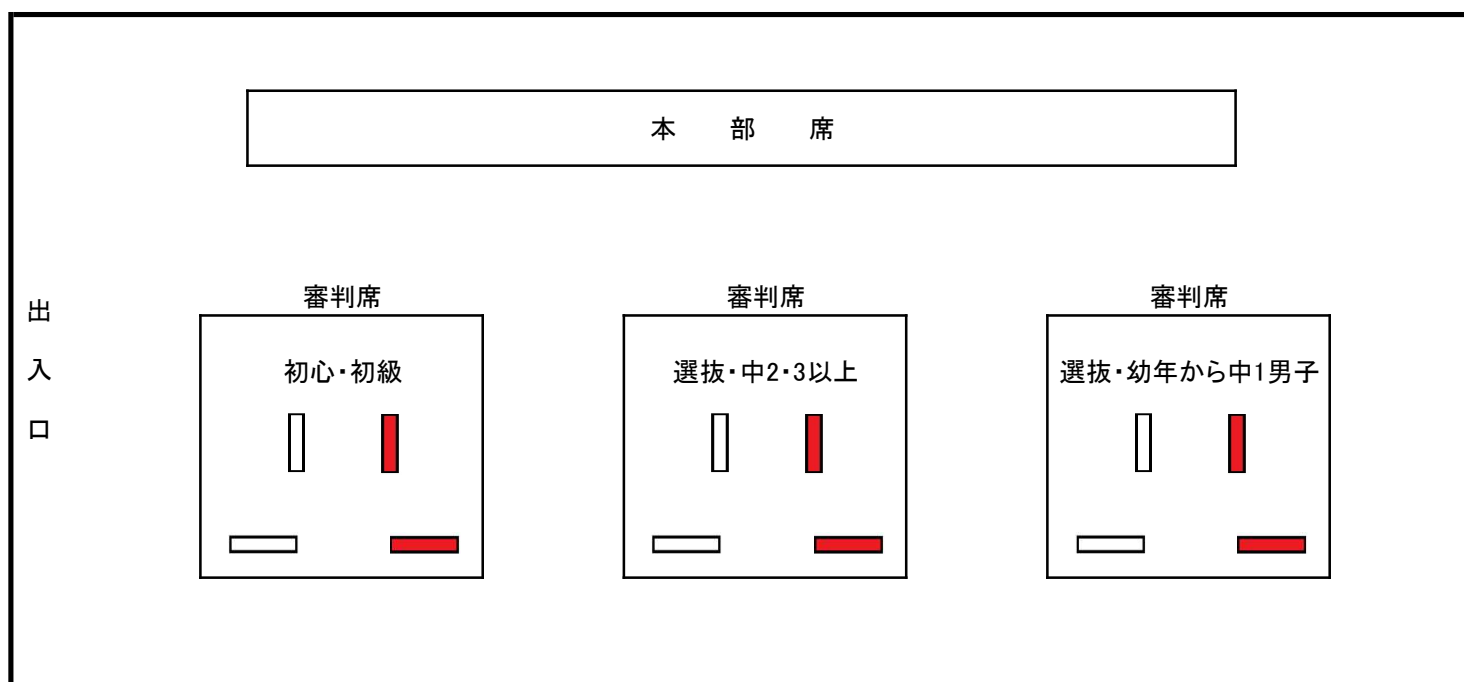 本 部 席
出入口
審判席
審判席
審判席
初心・初級
選抜・中2・3以上
選抜・幼年から中1男子